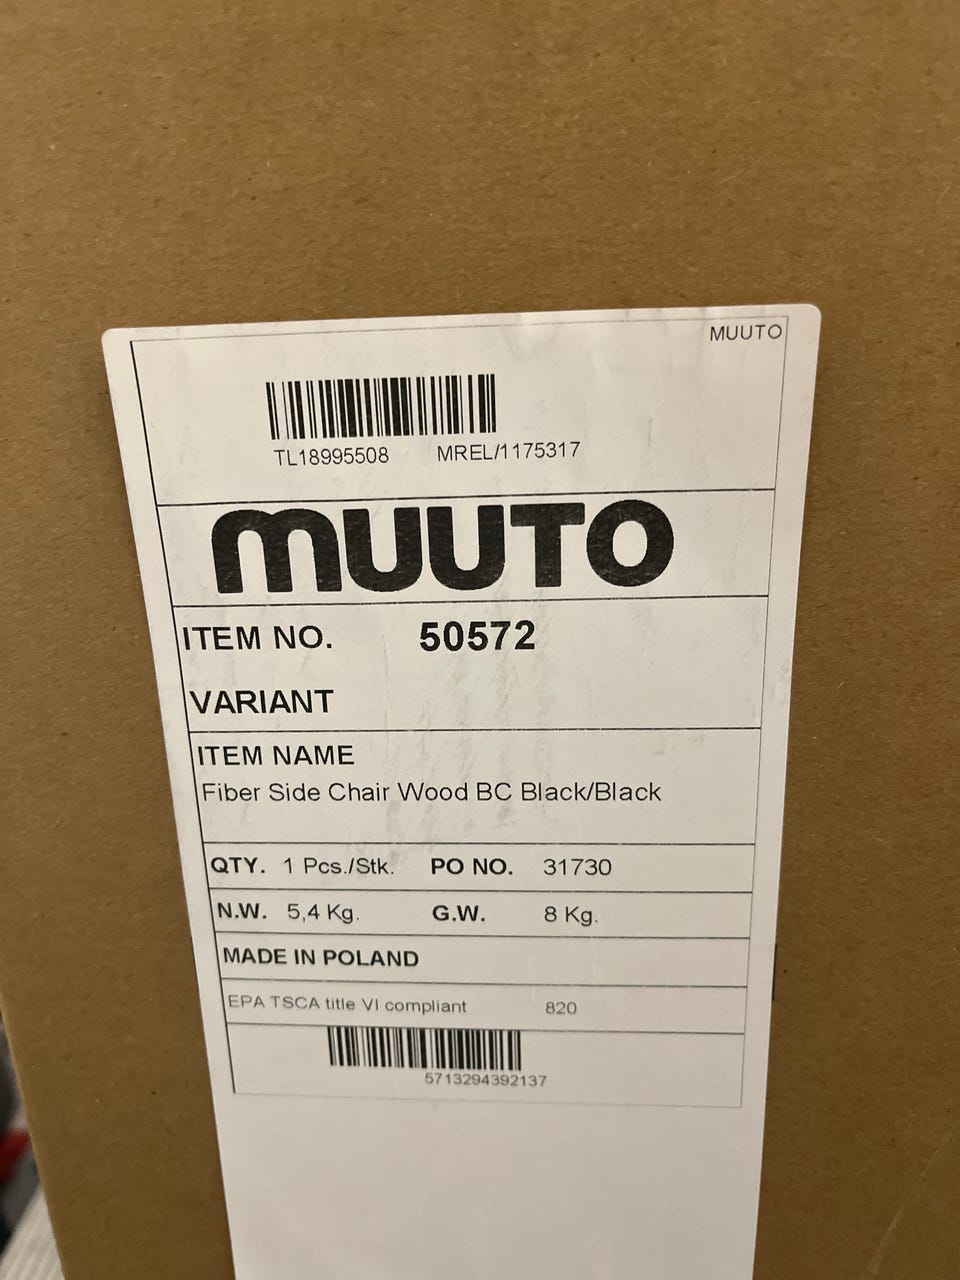 MUUTO
TL18995508 MREL/1175317
MUUTO
ITEM NO. 50572
VARIANT
ITEM NAME
Fiber Side Chair Wood BC Black/Black
QTY. 1 Pcs./Stk. PO NO. 31730
N.W. 5,4 Kg. G.W. 8 Kg.
MADE IN POLAND
EPA TSCA title VI compliant 820
5713294392137